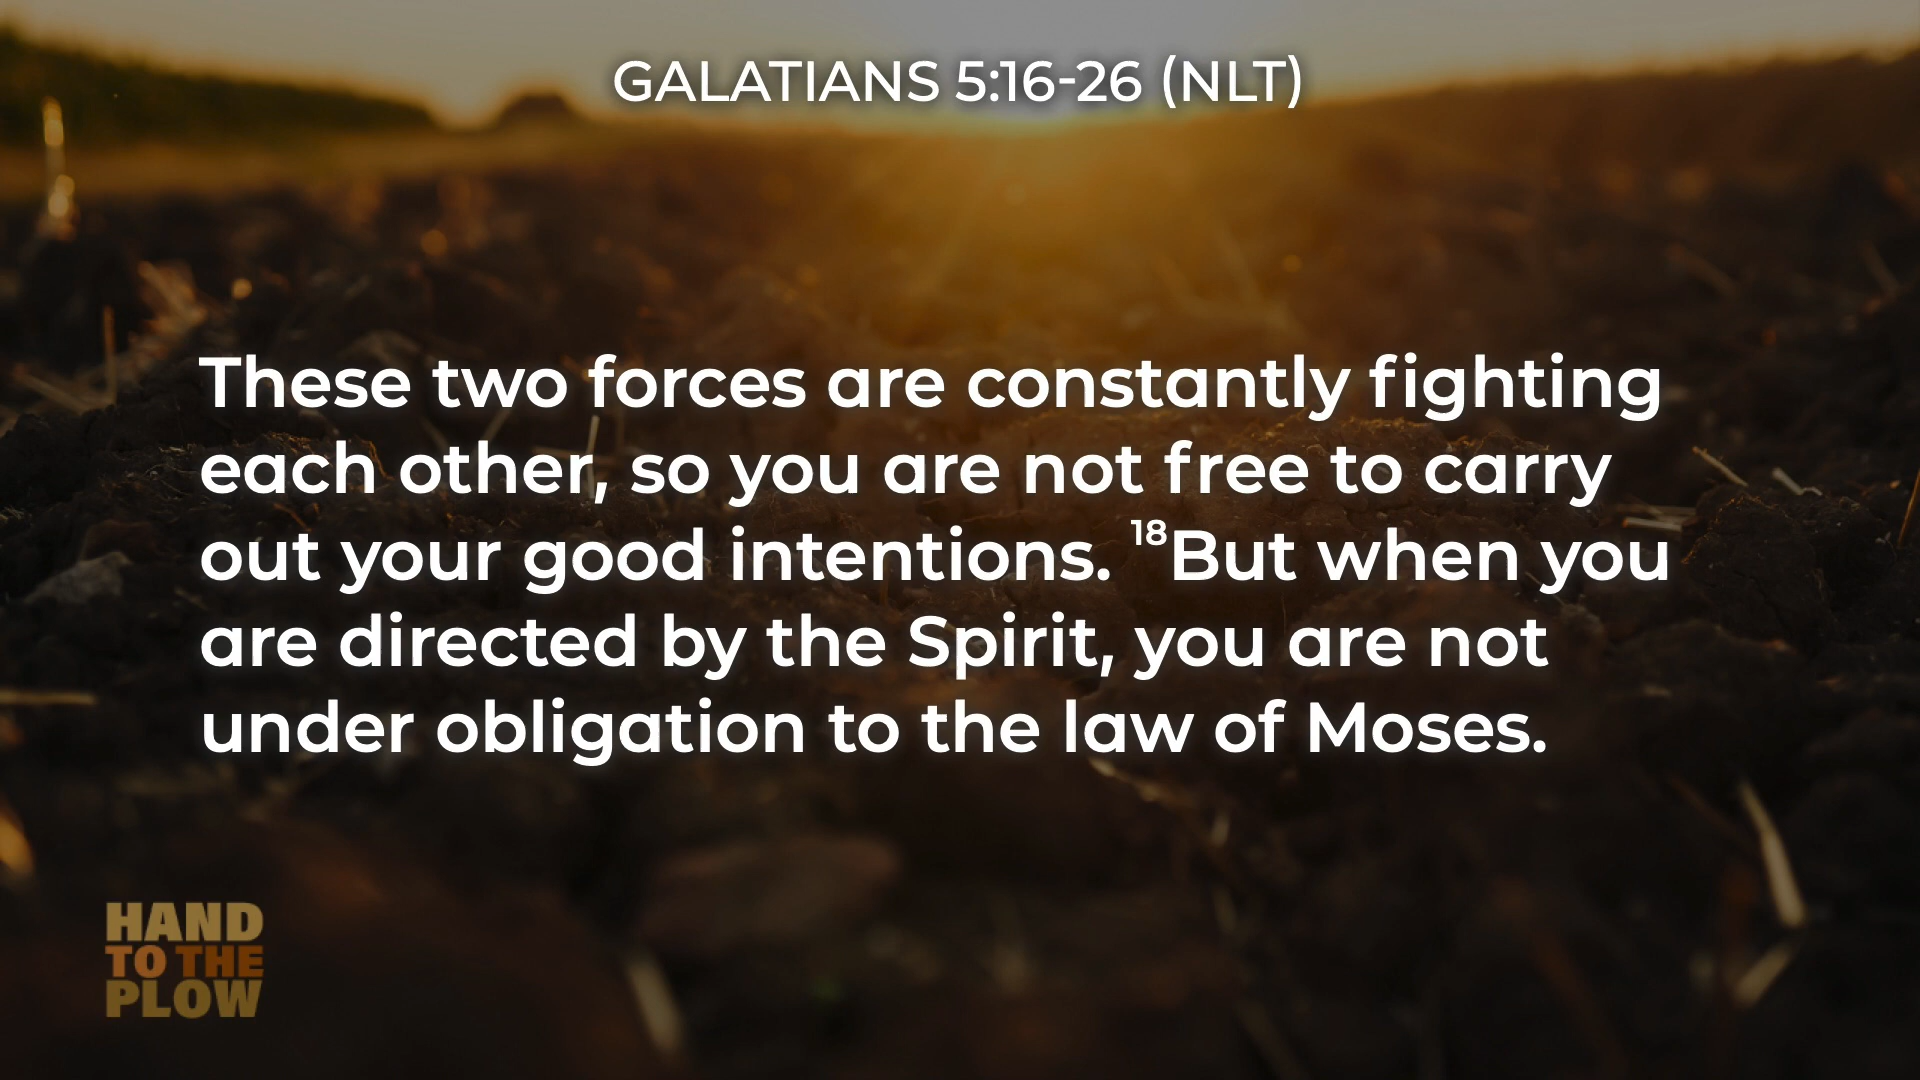 GALATIANS 5:16-26 (NLT)
These two forces are constantly fighting
each other, so you are not free to carry
out your good intentions. 18But when you
are directed by the Spirit, you are not
under obligation to the law of Moses.
HAND
TO THE
PLOW